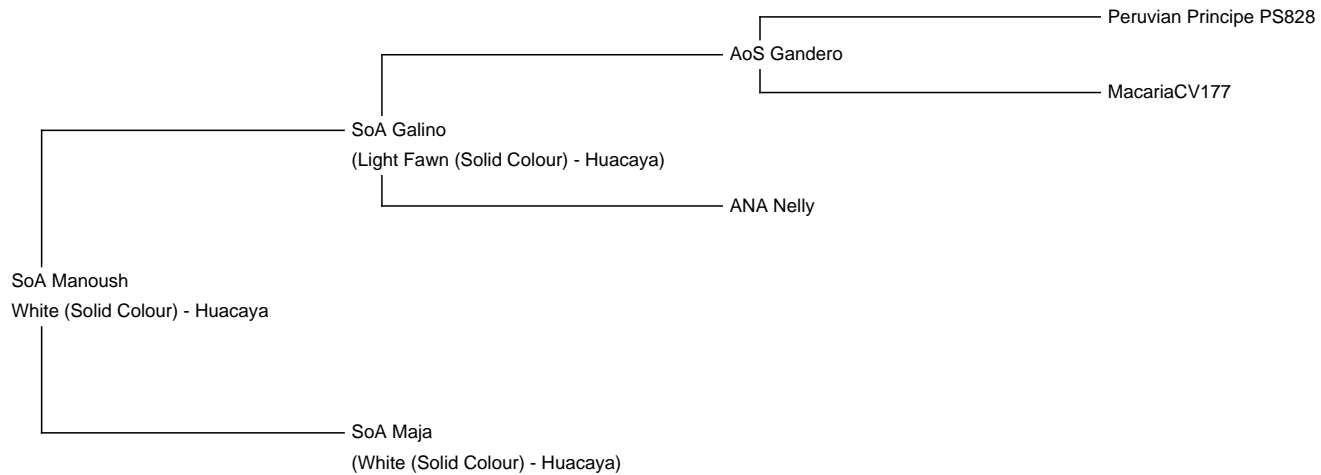 Peruvian Principe PS828
AoS Gandero
MacariaCV177
SoA Galino
(Light Fawn (Solid Colour) - Huacaya)
ANA Nelly
SoA Manoush
White (Solid Colour) - Huacaya
SoA Maja
(White (Solid Colour) - Huacaya)